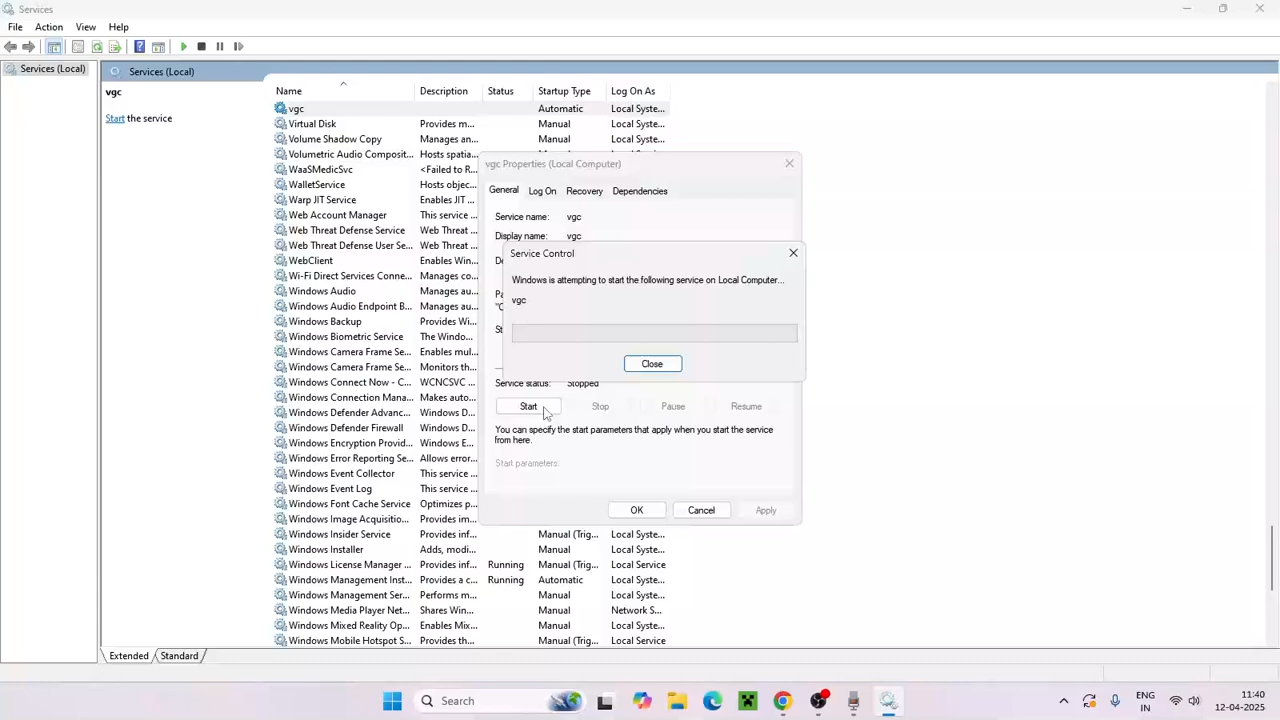 Services
File Action View Help
Services (Local)
Services (Local)
vgc
Start the service
Name Description Status Startup Type Log On As
vgc Automatic Local Syste...
Virtual Disk Provides m... Manual Local Syste...
Volume Shadow Copy Manages an... Manual Local Syste...
Volumetric Audio Composit... Hosts spatia...
WaaSMedicSvc <Failed to R...
WalletService Hosts objec...
Warp JIT Service Enables JIT ...
Web Account Manager This service ...
Web Threat Defense Service Web Threat ...
Web Threat Defense User Se... Web Threat ...
WebClient Enables Win...
Wi-Fi Direct Services Conne... Manages co...
Windows Audio Manages au...
Windows Audio Endpoint B... Manages au...
Windows Backup Provides Wi...
Windows Biometric Service The Windo...
Windows Camera Frame Se... Enables mul...
Windows Camera Frame Se... Monitors th...
Windows Connect Now - C... WCNCSVC ...
Windows Connection Mana... Makes auto...
Windows Defender Advanc... Windows D...
Windows Defender Firewall Windows D...
Windows Encryption Provid... Windows E...
Windows Error Reporting Se... Allows error...
Windows Event Collector This service ...
Windows Event Log This service ...
Windows Font Cache Service Optimizes p...
Windows Image Acquisitio... Provides im...
Windows Insider Service Provides inf... Manual (Trig... Local Syste...
Windows Installer Adds, modi... Manual Local Syste...
Windows License Manager ... Provides inf... Running Manual (Trig... Local Service
Windows Management Inst... Provides a c... Running Automatic Local Syste...
Windows Management Ser... Performs m... Manual Local Syste...
Windows Media Player Net... Shares Win... Manual Network S...
Windows Mixed Reality Op... Enables Mix... Manual Local Syste...
Windows Mobile Hotspot S... Provides th... Manual (Trig... Local Service
vgc Properties (Local Computer)
General Log On Recovery Dependencies
Service name: vgc
Display name: vgc
Service Control
Windows is attempting to start the following service on Local Computer...
vgc
Close
Service status: Stopped
Start Stop Pause Resume
You can specify the start parameters that apply when you start the service
from here.
Start parameters:
OK Cancel Apply
Extended Standard
Search
ENG
IN
11:40
12-04-2025